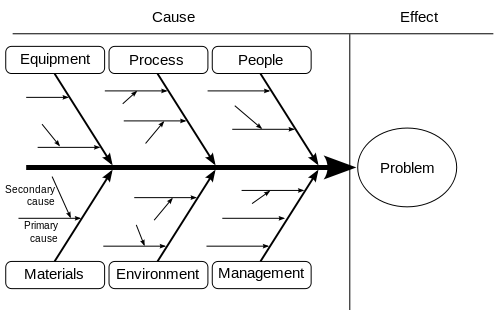 Cause
Effect
Equipment
Process
People
Problem
Secondary
cause
Primary
cause
Materials
Environment
Management